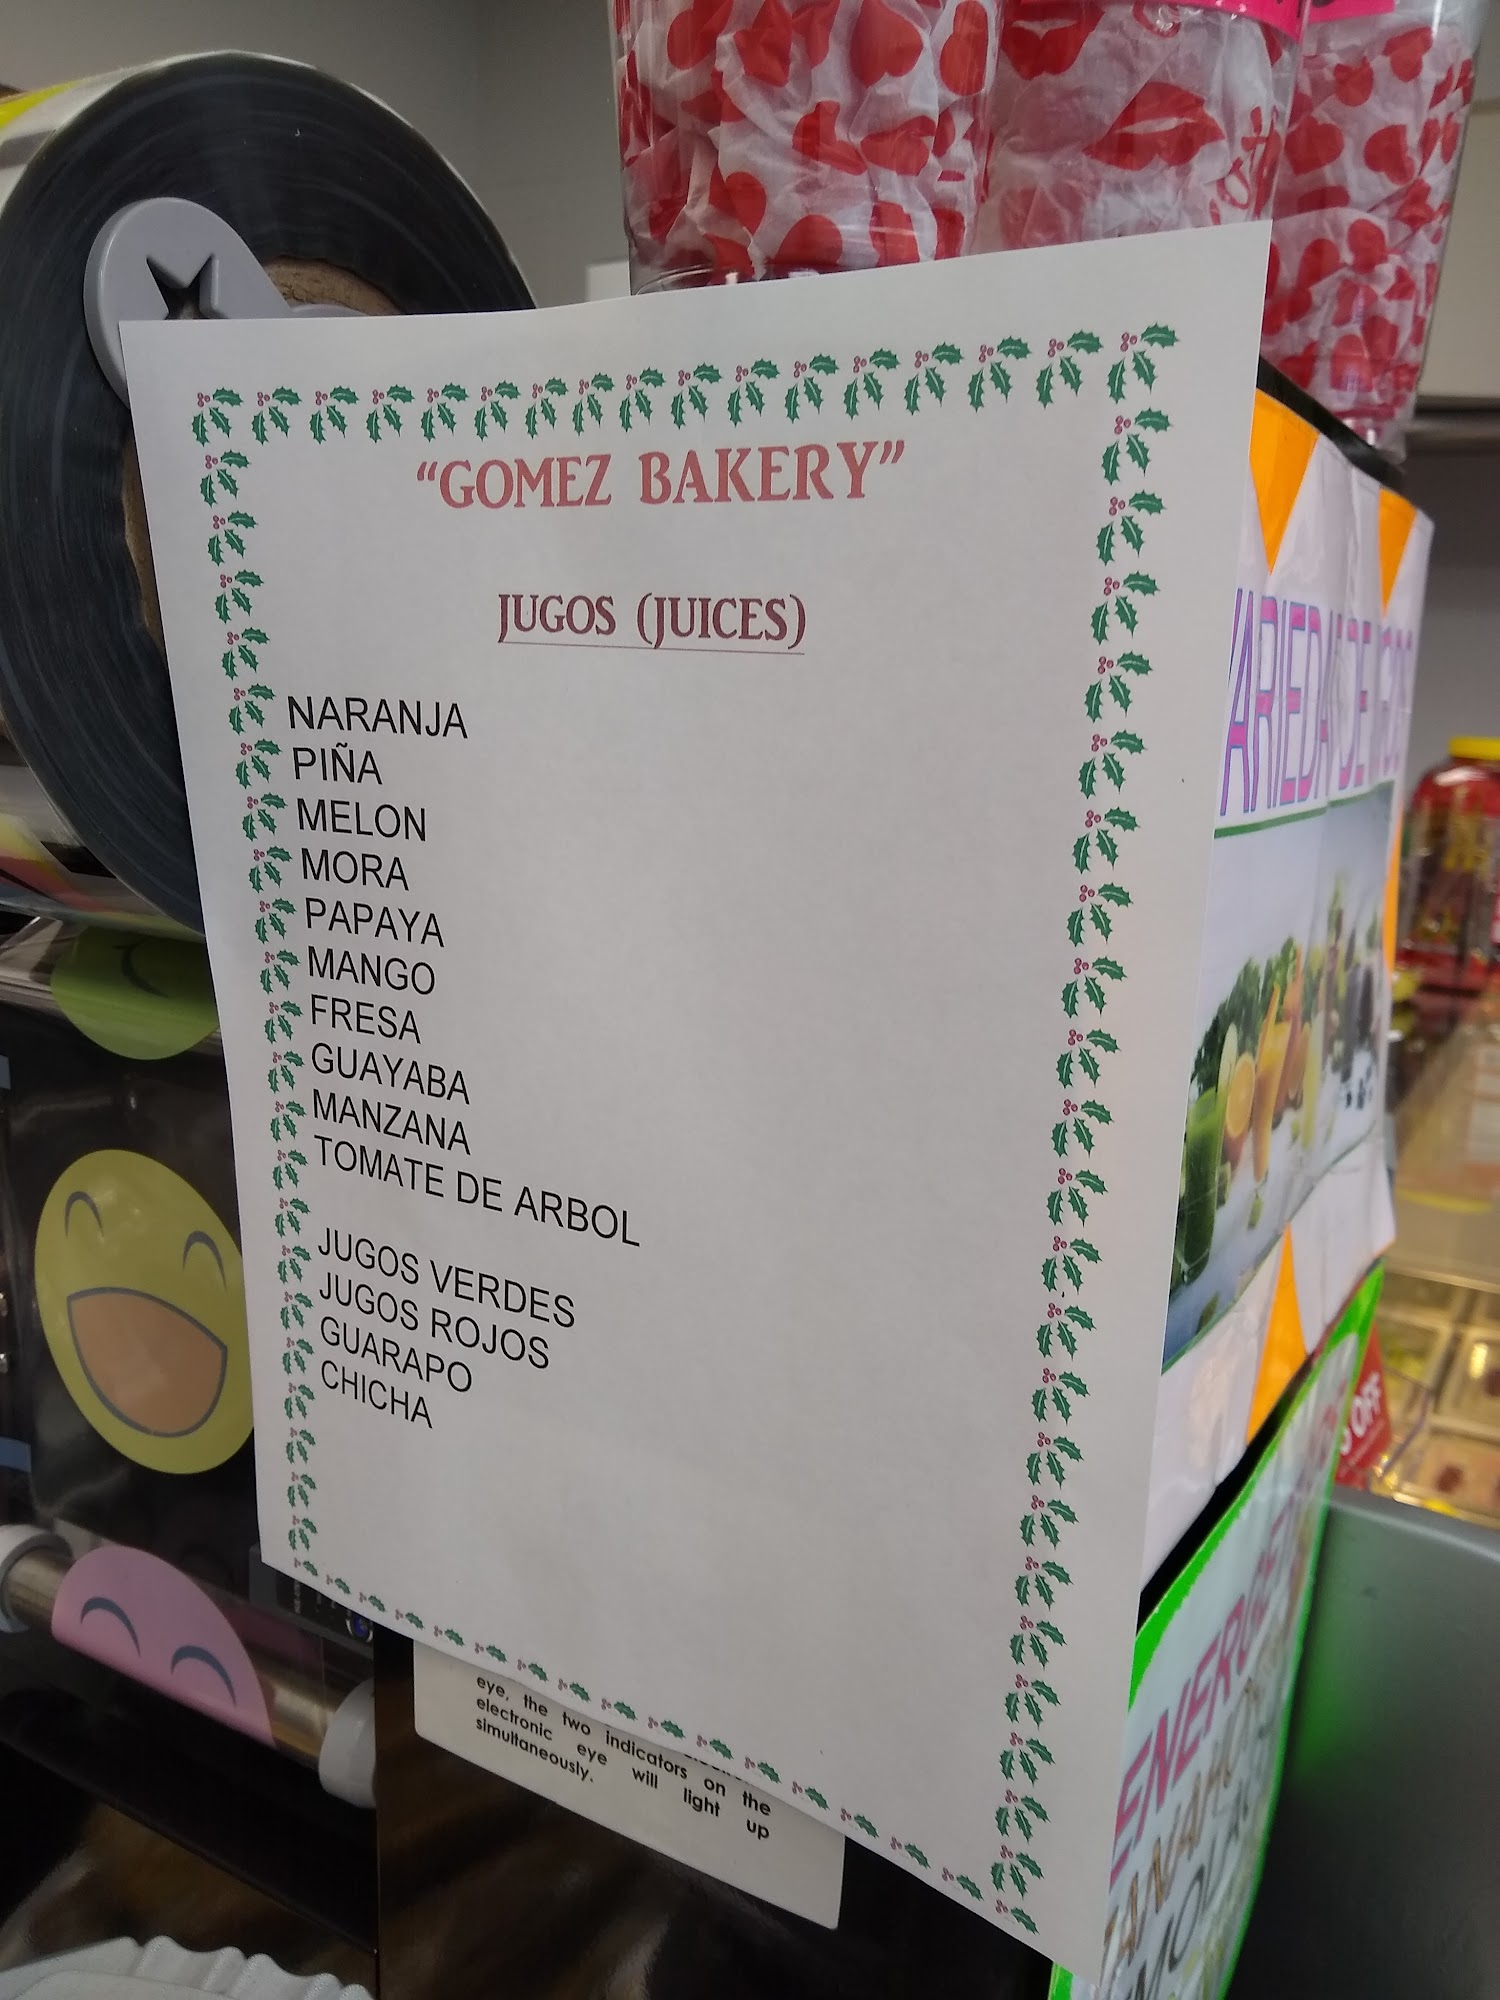 "GOMEZ BAKERY"
JUGOS (JUICES)
NARANJA
PIÑA
MELON
MORA
PAPAYA
MANGO
FRESA
GUAYABA
MANZANA
TOMATE DE ARBOL
JUGOS VERDES
JUGOS ROJOS
GUARAPO
CHICHA
eye, the two indicators on the
electronic eye will light up
simultaneously.
OFF